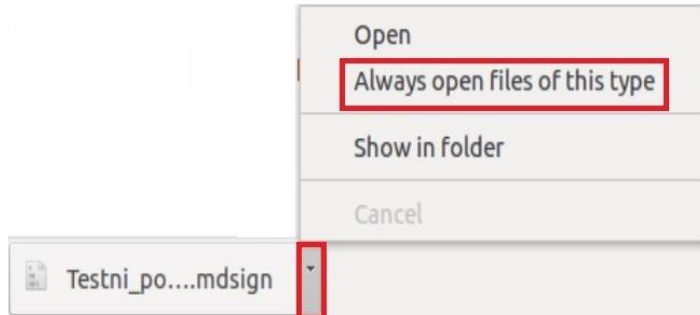 Open
Always open files of this type
Show in folder
Cancel
Testni_po....mdsign